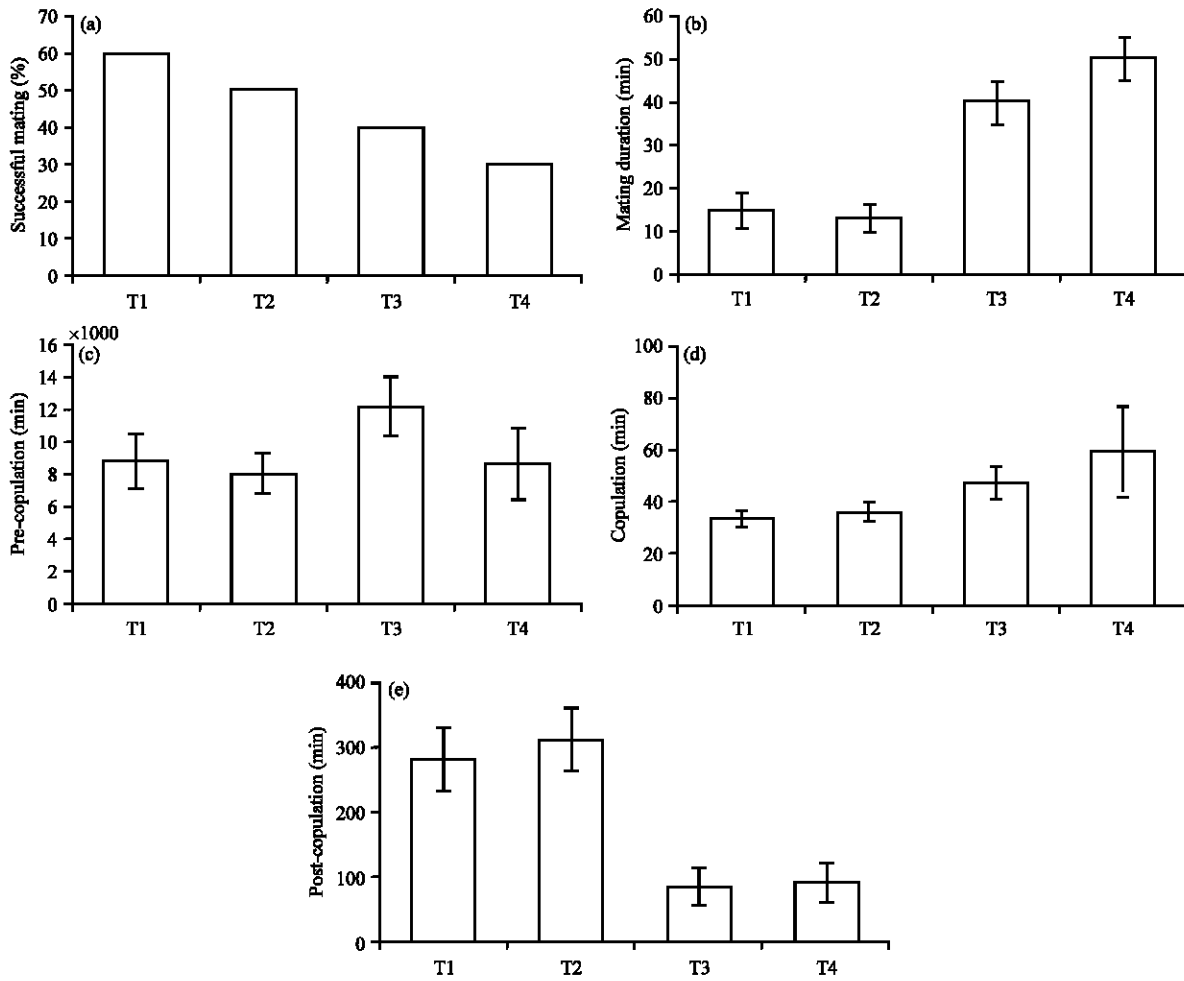 (a)
Successful mating (%)
70
60
50
40
30
20
10
0
T1 T2 T3 T4
(b)
Mating duration (min)
60
50
40
30
20
10
0
T1 T2 T3 T4
×1000
(c)
Pre-copulation (min)
16
14
12
10
8
6
4
2
0
T1 T2 T3 T4
(d)
Copulation (min)
100
80
60
40
20
0
T1 T2 T3 T4
(e)
Post-copulation (min)
400
300
200
100
0
T1 T2 T3 T4